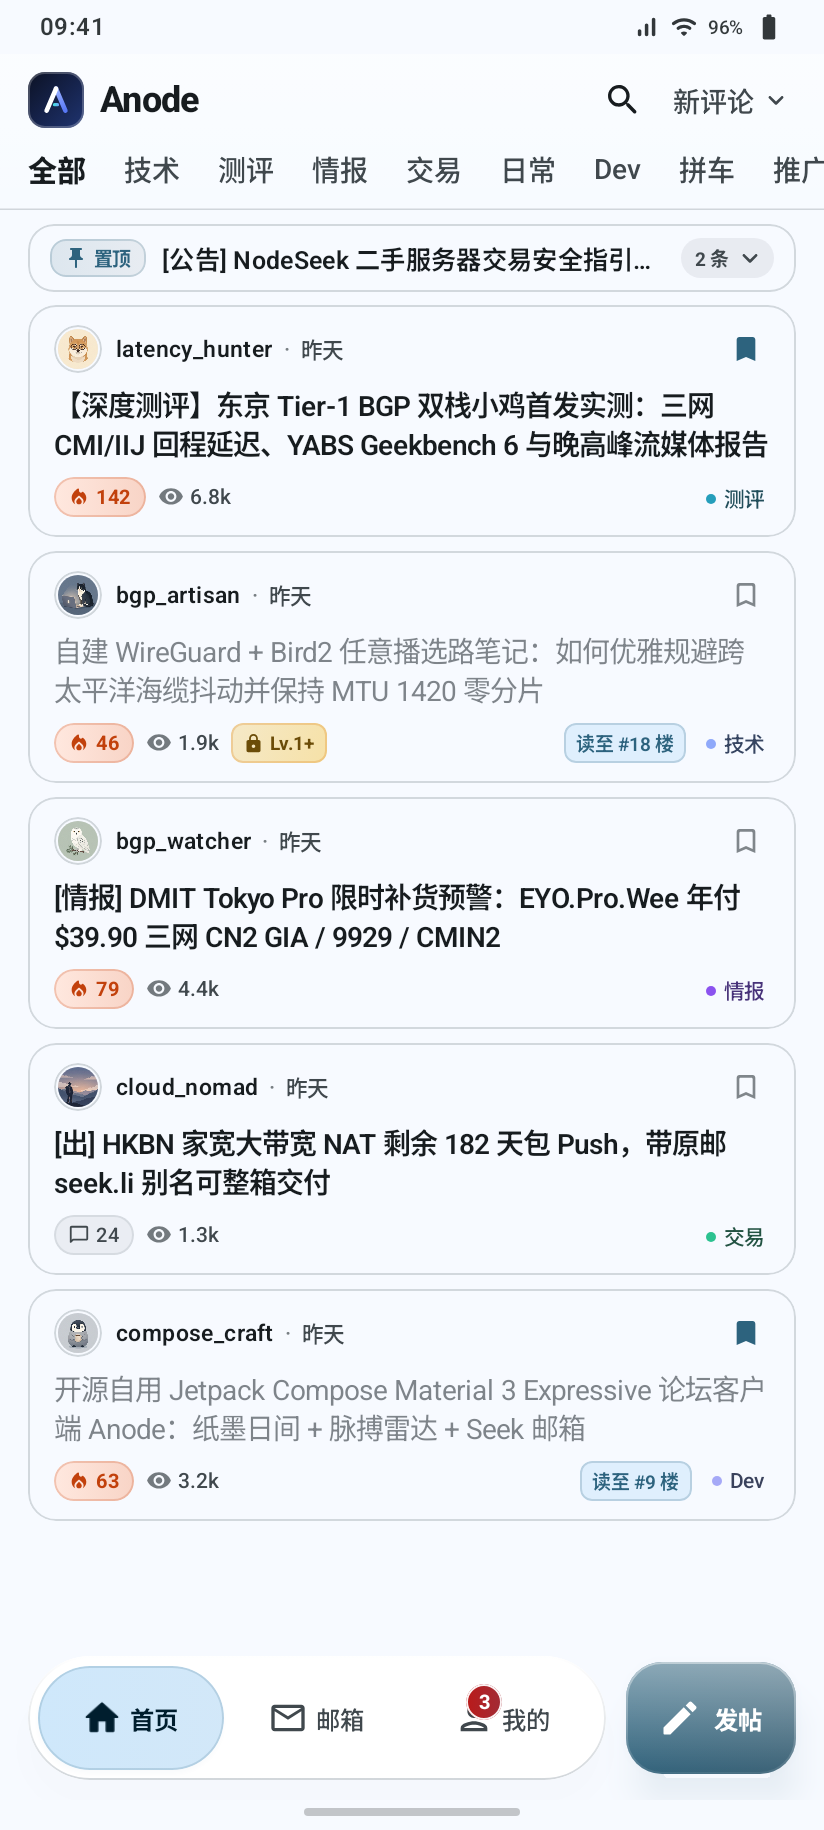 09:41
96%
Anode
新评论
全部 技术 测评 情报 交易 日常 Dev 拼车 推广
置顶 [公告] NodeSeek 二手服务器交易安全指引... 2 条
latency_hunter · 昨天
【深度测评】东京 Tier-1 BGP 双栈小鸡首发实测：三网
CMI/IIJ 回程延迟、YABS Geekbench 6 与晚高峰流媒体报告
142 6.8k 测评
bgp_artisan · 昨天
自建 WireGuard + Bird2 任意播选路笔记：如何优雅规避跨
太平洋海缆抖动并保持 MTU 1420 零分片
46 1.9k Lv.1+ 读至 #18 楼 技术
bgp_watcher · 昨天
[情报] DMIT Tokyo Pro 限时补货预警：EYO.Pro.Wee 年付
$39.90 三网 CN2 GIA / 9929 / CMIN2
79 4.4k 情报
cloud_nomad · 昨天
[出] HKBN 家宽大带宽 NAT 剩余 182 天包 Push，带原邮
seek.li 别名可整箱交付
24 1.3k 交易
compose_craft · 昨天
开源自用 Jetpack Compose Material 3 Expressive 论坛客户
端 Anode：纸墨日间 + 脉搏雷达 + Seek 邮箱
63 3.2k 读至 #9 楼 Dev
首页 邮箱 3 我的 发帖